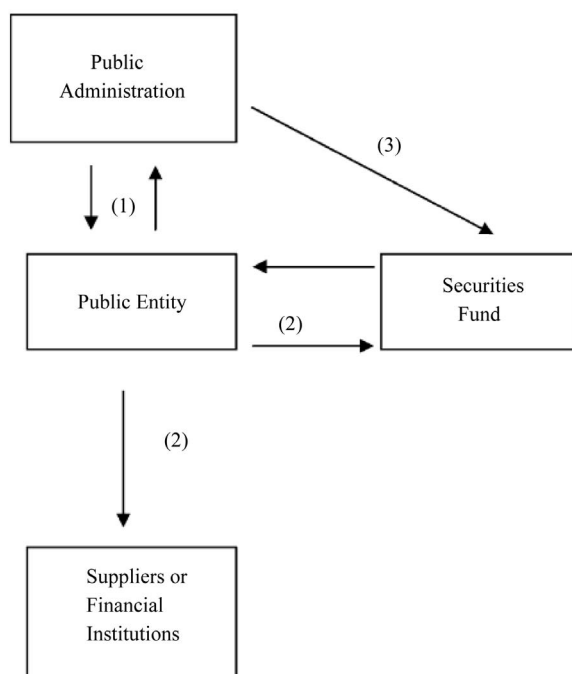 Public
Administration
(3)
(1)
Public Entity
Securities
Fund
(2)
(2)
Suppliers or
Financial
Institutions